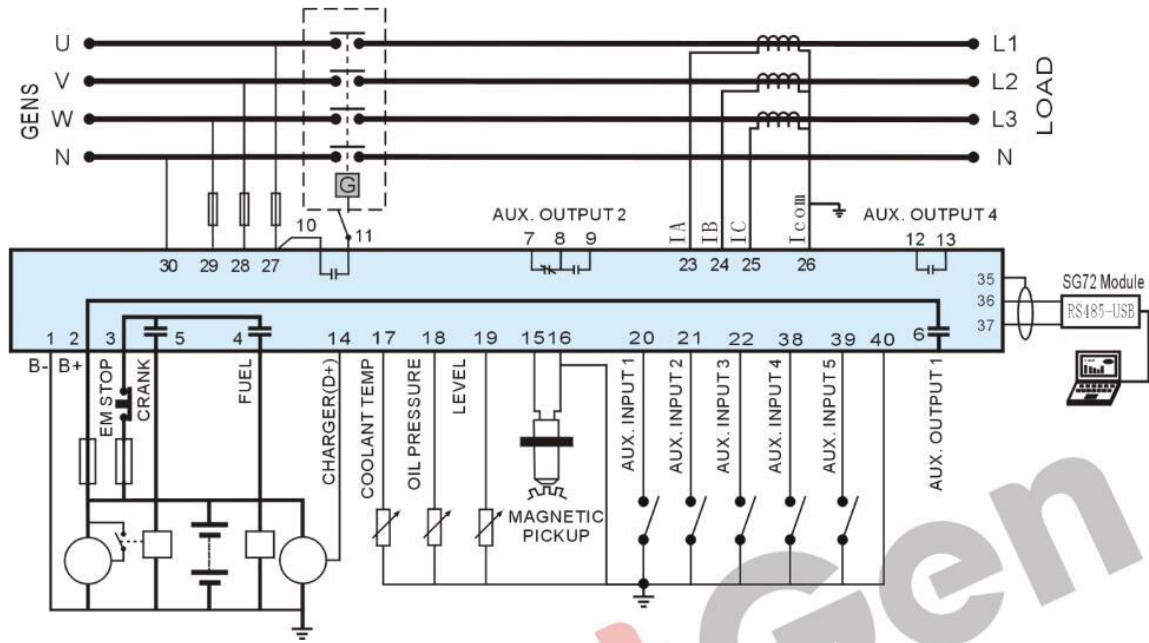 GENS
U
V
W
N
L1
L2
L3
N
LOAD
G
10
11
AUX. OUTPUT 2
7 8 9
IA
IB
IC
Icom
AUX. OUTPUT 4
12 13
30 29 28 27
23 24 25 26
35
36
37
SG72 Module
RS485-USB
1 2 3 5 4 14 17 18 19 15 16 20 21 22 38 39 40 6
B-
B+
EM STOP
CRANK
FUEL
CHARGER(D+)
COOLANT TEMP
OIL PRESSURE
LEVEL
MAGNETIC
PICKUP
AUX. INPUT 1
AUX. INPUT 2
AUX. INPUT 3
AUX. INPUT 4
AUX. INPUT 5
AUX. OUTPUT 1
Gen